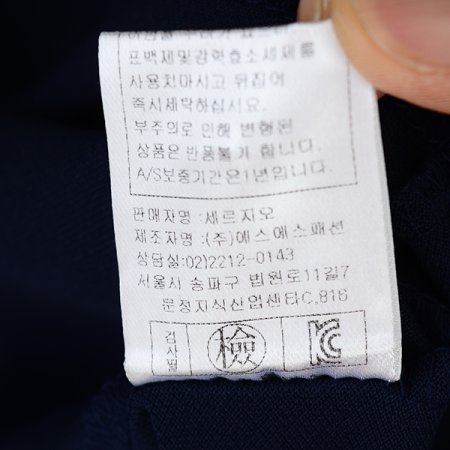 표백제및강력효소세제를
사용치마시고 뒤집어
즉시세탁하십시요.
부주의로 인해 변형된
상품은 반품불가 합니다.
A/S보증기간은1년입니다.
판매자명 :세르지오
제조자명 :(주)에스에스패션
상담실:02)2212-0143
서울시 송파구 법원로11길7
문정지식산업센타C,816
검사필 檢 KC